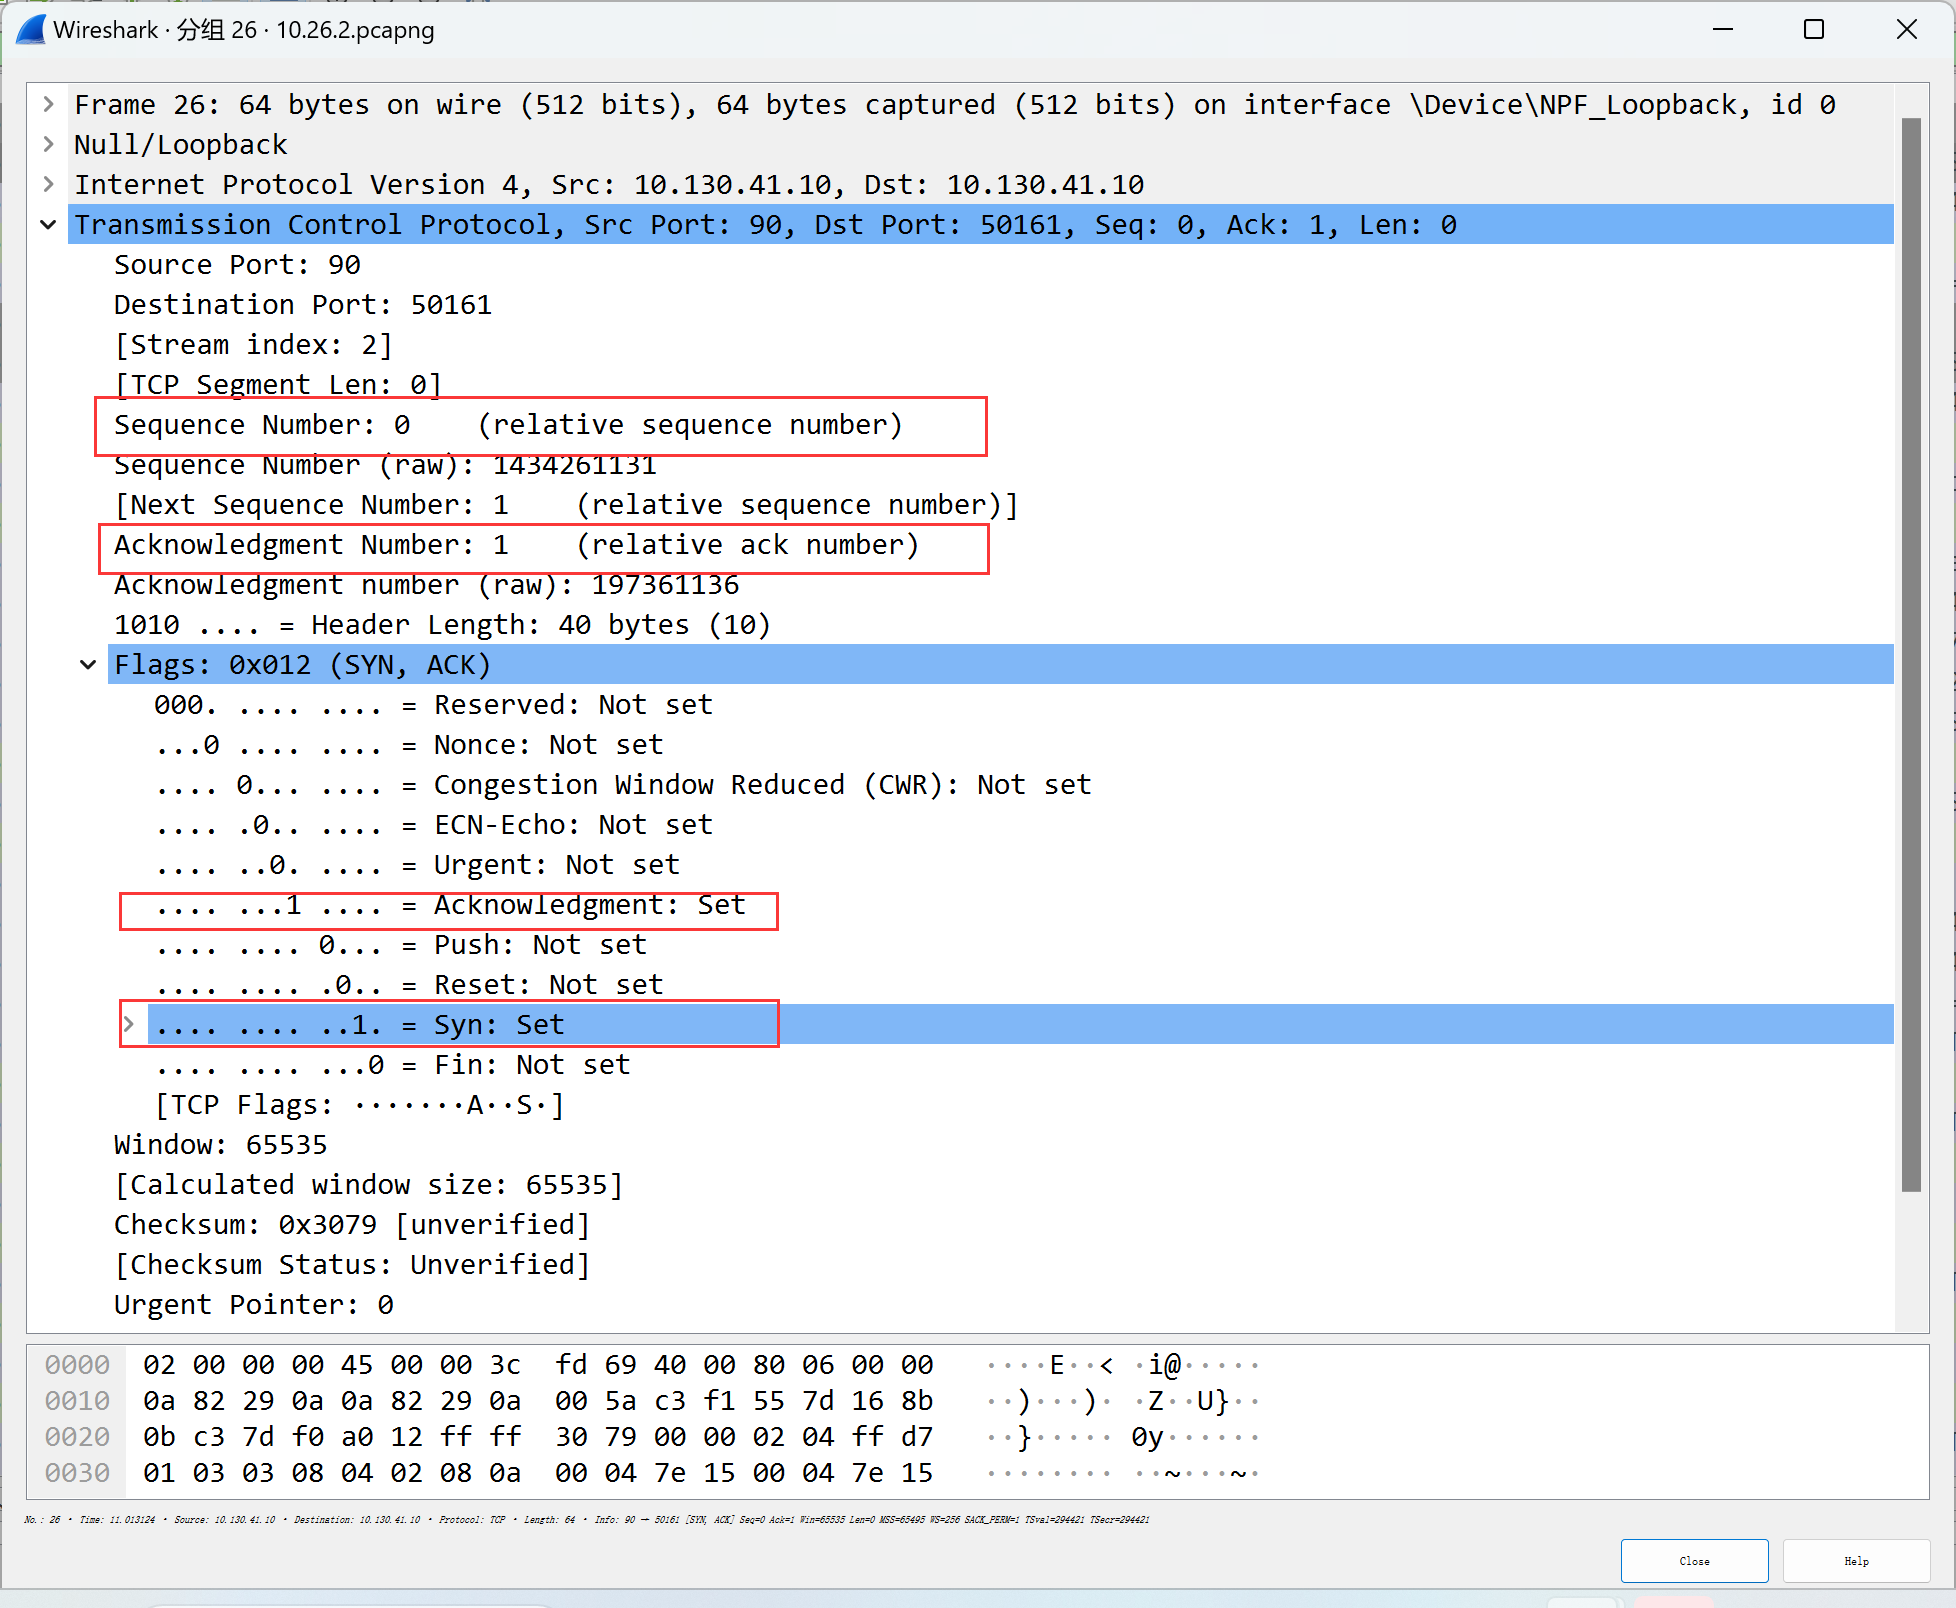 Wireshark · 分组 26 · 10.26.2.pcapng
Frame 26: 64 bytes on wire (512 bits), 64 bytes captured (512 bits) on interface \Device\NPF_Loopback, id 0
Null/Loopback
Internet Protocol Version 4, Src: 10.130.41.10, Dst: 10.130.41.10
Transmission Control Protocol, Src Port: 90, Dst Port: 50161, Seq: 0, Ack: 1, Len: 0
Source Port: 90
Destination Port: 50161
[Stream index: 2]
[TCP Segment Len: 0]
Sequence Number: 0    (relative sequence number)
Sequence Number (raw): 1434261131
[Next Sequence Number: 1    (relative sequence number)]
Acknowledgment Number: 1    (relative ack number)
Acknowledgment number (raw): 197361136
1010 .... = Header Length: 40 bytes (10)
Flags: 0x012 (SYN, ACK)
000. .... .... = Reserved: Not set
...0 .... .... = Nonce: Not set
.... 0... .... = Congestion Window Reduced (CWR): Not set
.... .0.. .... = ECN-Echo: Not set
.... ..0. .... = Urgent: Not set
.... ...1 .... = Acknowledgment: Set
.... .... 0... = Push: Not set
.... .... .0.. = Reset: Not set
.... .... ..1. = Syn: Set
.... .... ...0 = Fin: Not set
[TCP Flags: ·······A··S·]
Window: 65535
[Calculated window size: 65535]
Checksum: 0x3079 [unverified]
[Checksum Status: Unverified]
Urgent Pointer: 0
0000 02 00 00 00 45 00 00 3c fd 69 40 00 80 06 00 00 ····E··< ·i@·····
0010 0a 82 29 0a 0a 82 29 0a 00 5a c3 f1 55 7d 16 8b ··)···)· ·Z··U}··
0020 0b c3 7d f0 a0 12 ff ff 30 79 00 00 02 04 ff d7 ··}····· 0y······
0030 01 03 03 08 04 02 08 0a 00 04 7e 15 00 04 7e 15 ········ ··~···~·
No.: 26 · Time: 11.013124 · Source: 10.130.41.10 · Destination: 10.130.41.10 · Protocol: TCP · Length: 64 · Info: 90 → 50161 [SYN, ACK] Seq=0 Ack=1 Win=65535 Len=0 MSS=65495 WS=256 SACK_PERM=1 TSval=294421 TSecr=294421
Close
Help